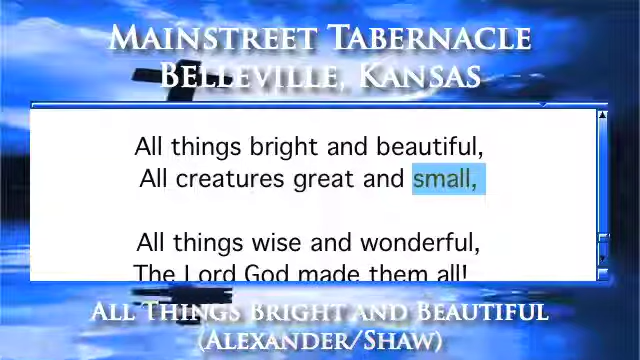 MAINSTREET TABERNACLE
BELLEVILLE, KANSAS
All things bright and beautiful,
All creatures great and small,
All things wise and wonderful,
The Lord God made them all!
ALL THINGS BRIGHT AND BEAUTIFUL
(ALEXANDER/SHAW)